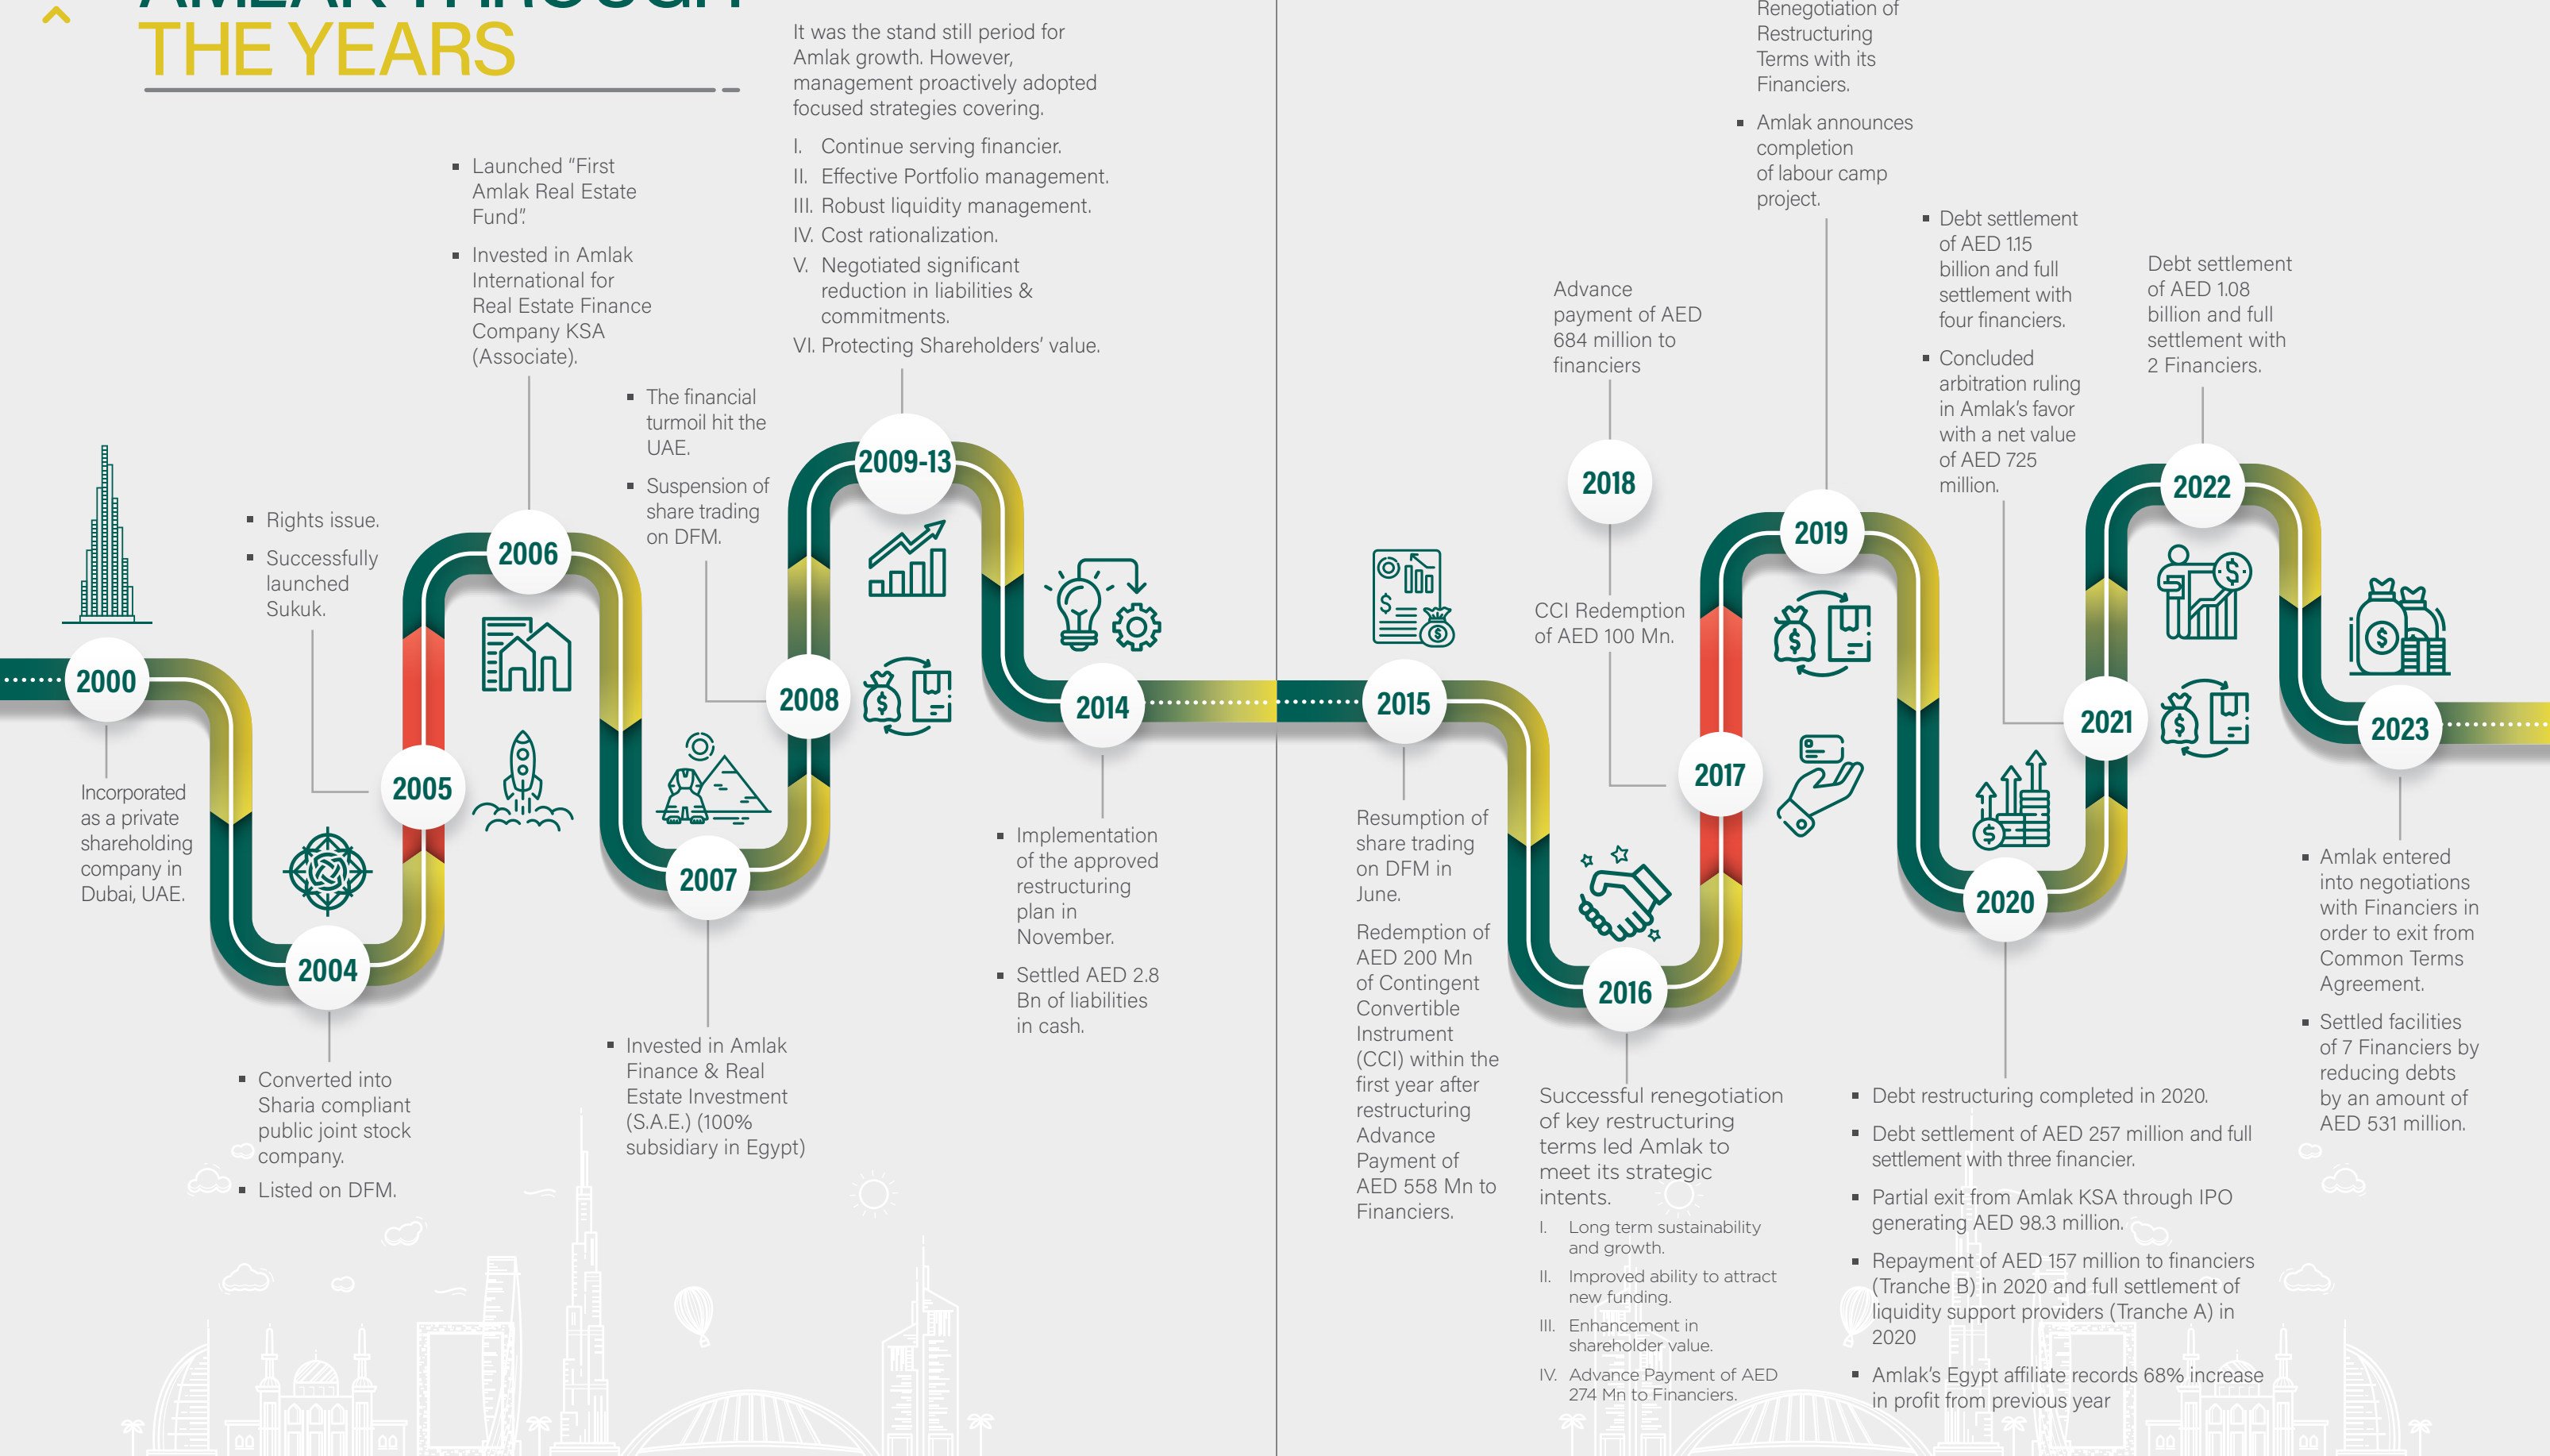 AMLAK THROUGH
THE YEARS
2000
Incorporated
as a private
shareholding
company in
Dubai, UAE.
2004
▪ Converted into
Sharia compliant
public joint stock
company.
▪ Listed on DFM.
▪ Rights issue.
▪ Successfully
launched
Sukuk.
2005
▪ Launched “First
Amlak Real Estate
Fund”.
▪ Invested in Amlak
International for
Real Estate Finance
Company KSA
(Associate).
2006
2007
▪ Invested in Amlak
Finance & Real
Estate Investment
(S.A.E.) (100%
subsidiary in Egypt)
▪ The financial
turmoil hit the
UAE.
▪ Suspension of
share trading
on DFM.
2008
It was the stand still period for
Amlak growth. However,
management proactively adopted
focused strategies covering.
I. Continue serving financier.
II. Effective Portfolio management.
III. Robust liquidity management.
IV. Cost rationalization.
V. Negotiated significant
reduction in liabilities &
commitments.
VI. Protecting Shareholders’ value.
2009-13
2014
▪ Implementation
of the approved
restructuring
plan in
November.
▪ Settled AED 2.8
Bn of liabilities
in cash.
2015
Resumption of
share trading
on DFM in
June.
Redemption of
AED 200 Mn
of Contingent
Convertible
Instrument
(CCI) within the
first year after
restructuring
Advance
Payment of
AED 558 Mn to
Financiers.
2016
Successful renegotiation
of key restructuring
terms led Amlak to
meet its strategic
intents.
I. Long term sustainability
and growth.
II. Improved ability to attract
new funding.
III. Enhancement in
shareholder value.
IV. Advance Payment of AED
274 Mn to Financiers.
Advance
payment of AED
684 million to
financiers
2018
CCI Redemption
of AED 100 Mn.
2017
Renegotiation of
Restructuring
Terms with its
Financiers.
▪ Amlak announces
completion
of labour camp
project.
2019
2020
▪ Debt restructuring completed in 2020.
▪ Debt settlement of AED 257 million and full
settlement with three financier.
▪ Partial exit from Amlak KSA through IPO
generating AED 98.3 million.
▪ Repayment of AED 157 million to financiers
(Tranche B) in 2020 and full settlement of
liquidity support providers (Tranche A) in
2020
▪ Amlak’s Egypt affiliate records 68% increase
in profit from previous year
▪ Debt settlement
of AED 1.15
billion and full
settlement with
four financiers.
▪ Concluded
arbitration ruling
in Amlak’s favor
with a net value
of AED 725
million.
2021
Debt settlement
of AED 1.08
billion and full
settlement with
2 Financiers.
2022
2023
▪ Amlak entered
into negotiations
with Financiers in
order to exit from
Common Terms
Agreement.
▪ Settled facilities
of 7 Financiers by
reducing debts
by an amount of
AED 531 million.